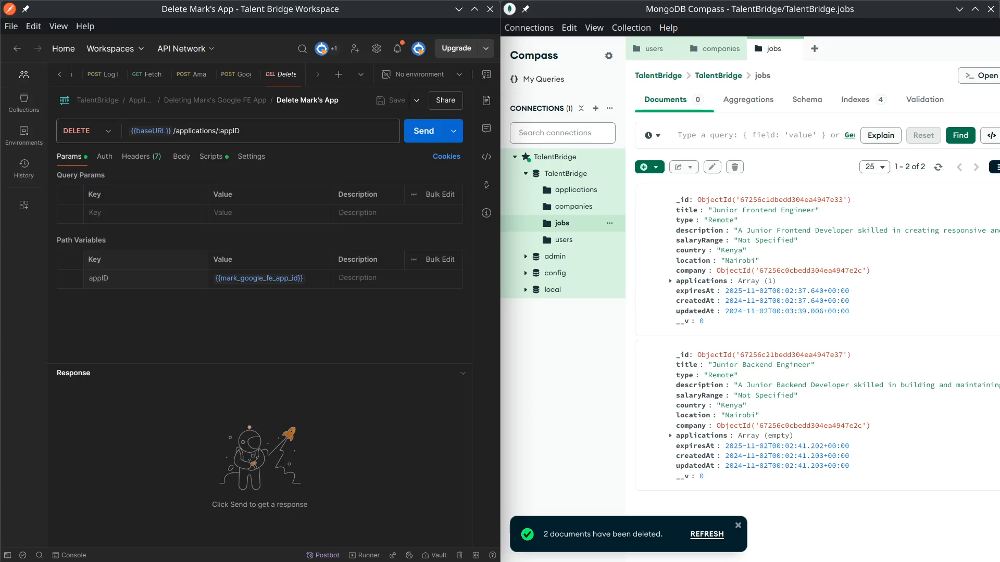 Delete Mark's App - Talent Bridge Workspace
File Edit View Help
Home Workspaces API Network +1 Upgrade
POST Log GET Fetch POST Ama POST Goog DEL Delete No environment
TalentBridge / Appli... / Deleting Mark's Google FE App / Delete Mark's App Save Share
DELETE {{baseURL}} /applications/:appID Send
Params Auth Headers (7) Body Scripts Settings Cookies
Query Params
Key Value Description Bulk Edit
Key Value Description
Path Variables
Key Value Description Bulk Edit
appID {{mark_google_fe_app_id}} Description
Collections
Environments
History
Response
Click Send to get a response
Console Postbot Runner Vault
MongoDB Compass - TalentBridge/TalentBridge.jobs
Connections Edit View Collection Help
Compass
{} My Queries
CONNECTIONS (1)
Search connections
TalentBridge
TalentBridge
applications
companies
jobs
users
admin
config
local
users companies jobs
TalentBridge > TalentBridge > jobs >_ Open
Documents 0 Aggregations Schema Indexes 4 Validation
Type a query: { field: 'value' } or Ge Explain Reset Find </>
25 1 – 2 of 2
_id: ObjectId('67256c1dbedd304ea4947e33')
title : "Junior Frontend Engineer"
type : "Remote"
description : "A Junior Frontend Developer skilled in creating responsive an
salaryRange : "Not Specified"
country : "Kenya"
location : "Nairobi"
company : ObjectId('67256c0cbedd304ea4947e2c')
applications : Array (1)
expiresAt : 2025-11-02T00:02:37.640+00:00
createdAt : 2024-11-02T00:02:37.640+00:00
updatedAt : 2024-11-02T00:03:39.006+00:00
__v : 0
_id: ObjectId('67256c21bedd304ea4947e37')
title : "Junior Backend Engineer"
type : "Remote"
description : "A Junior Backend Developer skilled in building and maintaining
salaryRange : "Not Specified"
country : "Kenya"
location : "Nairobi"
company : ObjectId('67256c0cbedd304ea4947e2c')
applications : Array (empty)
expiresAt : 2025-11-02T00:02:41.202+00:00
createdAt : 2024-11-02T00:02:41.203+00:00
updatedAt : 2024-11-02T00:02:41.203+00:00
__v : 0
2 documents have been deleted. REFRESH